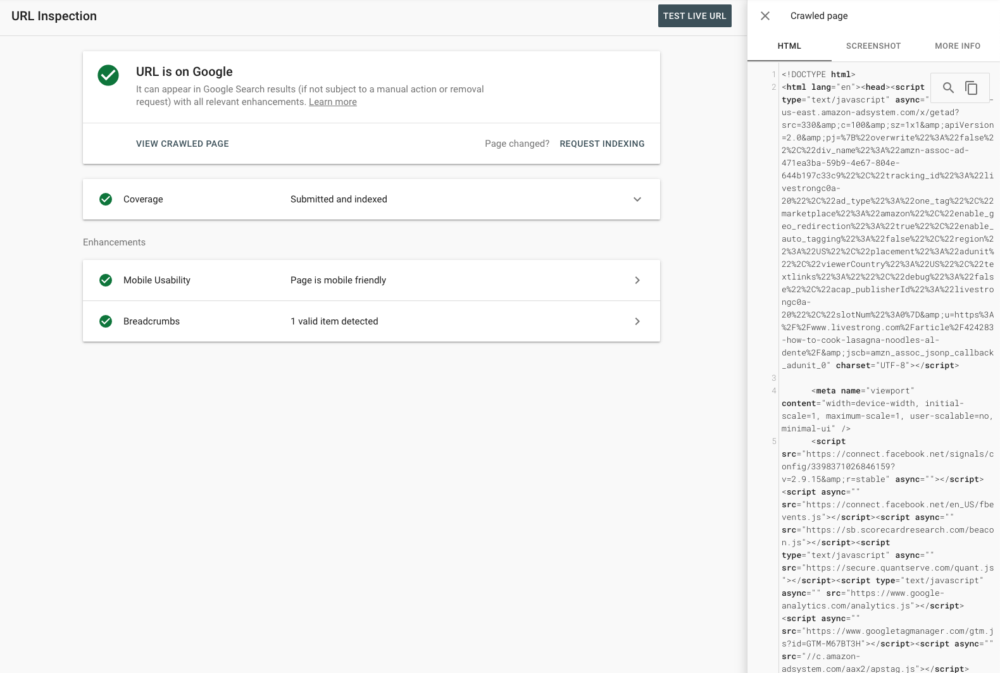 URL Inspection
TEST LIVE URL
URL is on Google
It can appear in Google Search results (if not subject to a manual action or removal
request) with all relevant enhancements. Learn more
VIEW CRAWLED PAGE
Page changed? REQUEST INDEXING
Coverage
Submitted and indexed
Enhancements
Mobile Usability
Page is mobile friendly
Breadcrumbs
1 valid item detected
Crawled page
HTML
SCREENSHOT
MORE INFO
1 <!DOCTYPE html>
2 <html lang="en"><head><script
type="text/javascript" async="
us-east.amazon-adsystem.com/x/getad?
src=330&amp;c=100&amp;sz=1x1&amp;apiVersion
=2.0&amp;pj=%7B%22overwrite%22%3A%22false%2
2%2C%22div_name%22%3A%22amzn-assoc-ad-
471ea3ba-59b9-4e67-804e-
644b197c33c9%22%2C%22tracking_id%22%3A%22li
vestrongc0a-
20%22%2C%22ad_type%22%3A%22one_tag%22%2C%22
marketplace%22%3A%22amazon%22%2C%22enable_g
eo_redirection%22%3A%22true%22%2C%22enable_
auto_tagging%22%3A%22false%22%2C%22region%2
2%3A%22US%22%2C%22placement%22%3A%22adunit%
22%2C%22viewerCountry%22%3A%22US%22%2C%22te
xtlinks%22%3A%22%22%2C%22debug%22%3A%22fals
e%22%2C%22acap_publisherId%22%3A%22livestro
ngc0a-
20%22%2C%22slotNum%22%3A0%7D&amp;u=https%3A
%2F%2Fwww.livestrong.com%2Farticle%2F424283
-how-to-cook-lasagna-noodles-al-
dente%2F&amp;jscb=amzn_assoc_jsonp_callback
_adunit_0" charset="UTF-8"></script>
3
4 <meta name="viewport"
content="width=device-width, initial-
scale=1, maximum-scale=1, user-scalable=no,
minimal-ui" />
5 <script
src="https://connect.facebook.net/signals/c
onfig/3398371026846159?
v=2.9.15&amp;r=stable" async=""></script>
<script async=""
src="https://connect.facebook.net/en_US/fbe
vents.js"></script><script async=""
src="https://sb.scorecardresearch.com/beaco
n.js"></script><script
type="text/javascript" async=""
src="https://secure.quantserve.com/quant.js
"></script><script type="text/javascript"
async="" src="https://www.google-
analytics.com/analytics.js"></script>
<script async=""
src="https://www.googletagmanager.com/gtm.j
s?id=GTM-M67BT3H"></script><script async=""
src="//c.amazon-
adsystem.com/aax2/apstag.js"></script>